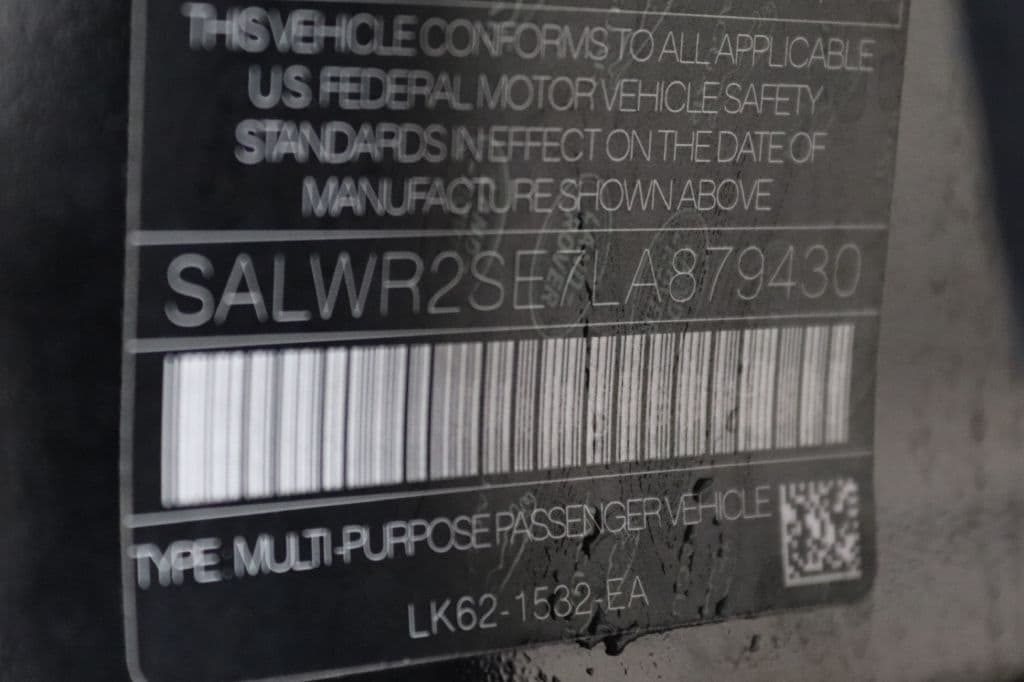 THIS VEHICLE CONFORMS TO ALL APPLICABLE
US FEDERAL MOTOR VEHICLE SAFETY
STANDARDS IN EFFECT ON THE DATE OF
MANUFACTURE SHOWN ABOVE
SALWR2SE7LA879430
TYPE MULTI-PURPOSE PASSENGER VEHICLE
LK62-1532-EA